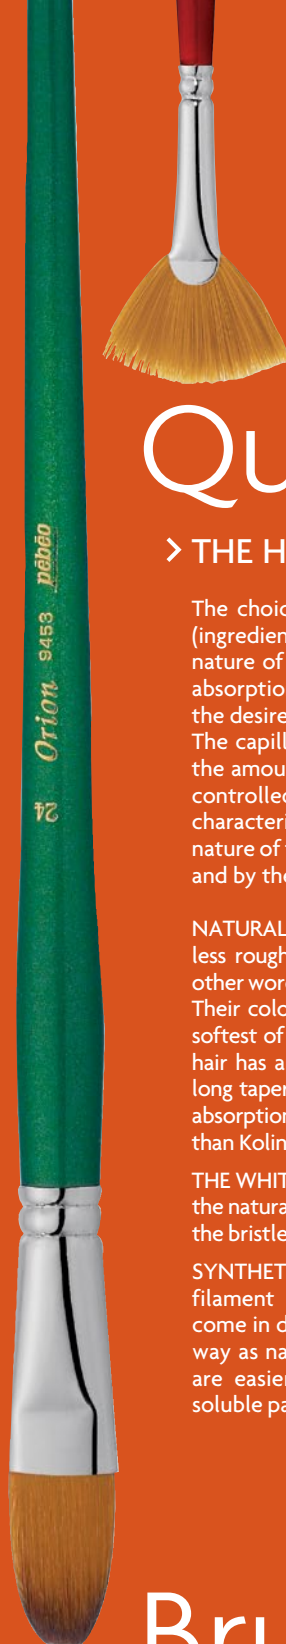 pēbēo
9453
Orion
24
Qu
> THE H
The choic
(ingredien
nature of
absorptio
the desire
The capill
the amou
controlled
characteri
nature of t
and by the
NATURAL
less rough
other word
Their colo
softest of
hair has a
long taper
absorption
than Kolin
THE WHIT
the natura
the bristle
SYNTHET
filament
come in d
way as na
are easier
soluble pa
Bru